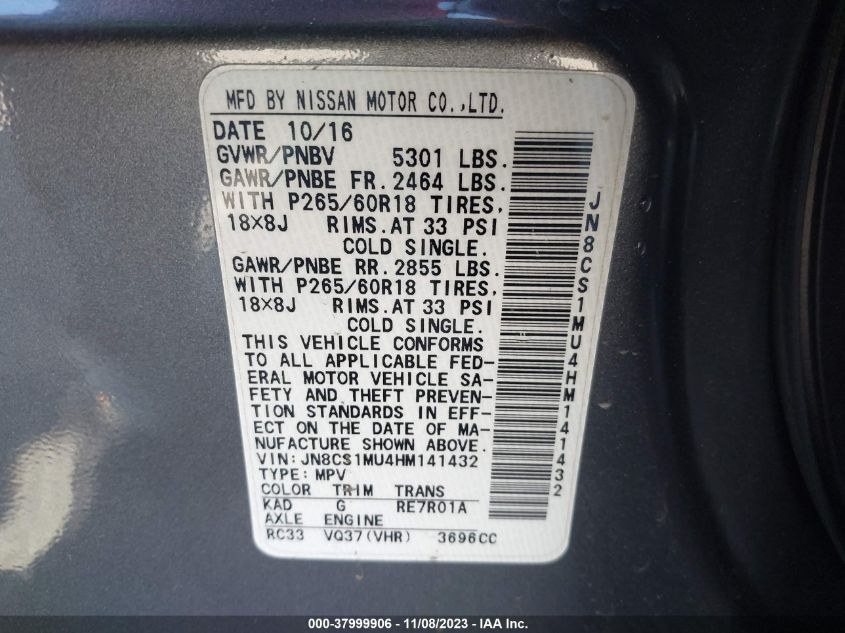 MFD BY NISSAN MOTOR CO.,LTD.
DATE 10/16
GVWR/PNBV 5301 LBS.
GAWR/PNBE FR. 2464 LBS.
WITH P265/60R18 TIRES,
18×8J RIMS.AT 33 PSI
COLD SINGLE.
GAWR/PNBE RR. 2855 LBS.
WITH P265/60R18 TIRES,
18×8J RIMS.AT 33 PSI
COLD SINGLE.
THIS VEHICLE CONFORMS
TO ALL APPLICABLE FED-
ERAL MOTOR VEHICLE SA-
FETY AND THEFT PREVEN-
TION STANDARDS IN EFF-
ECT ON THE DATE OF MA-
NUFACTURE SHOWN ABOVE.
VIN:JN8CS1MU4HM141432
TYPE: MPV
COLOR TRIM TRANS
KAD G RE7R01A
AXLE ENGINE
RC33 VQ37(VHR) 3696CC
JN8CS1MU4HM141432
000-37999906 - 11/08/2023 - IAA Inc.